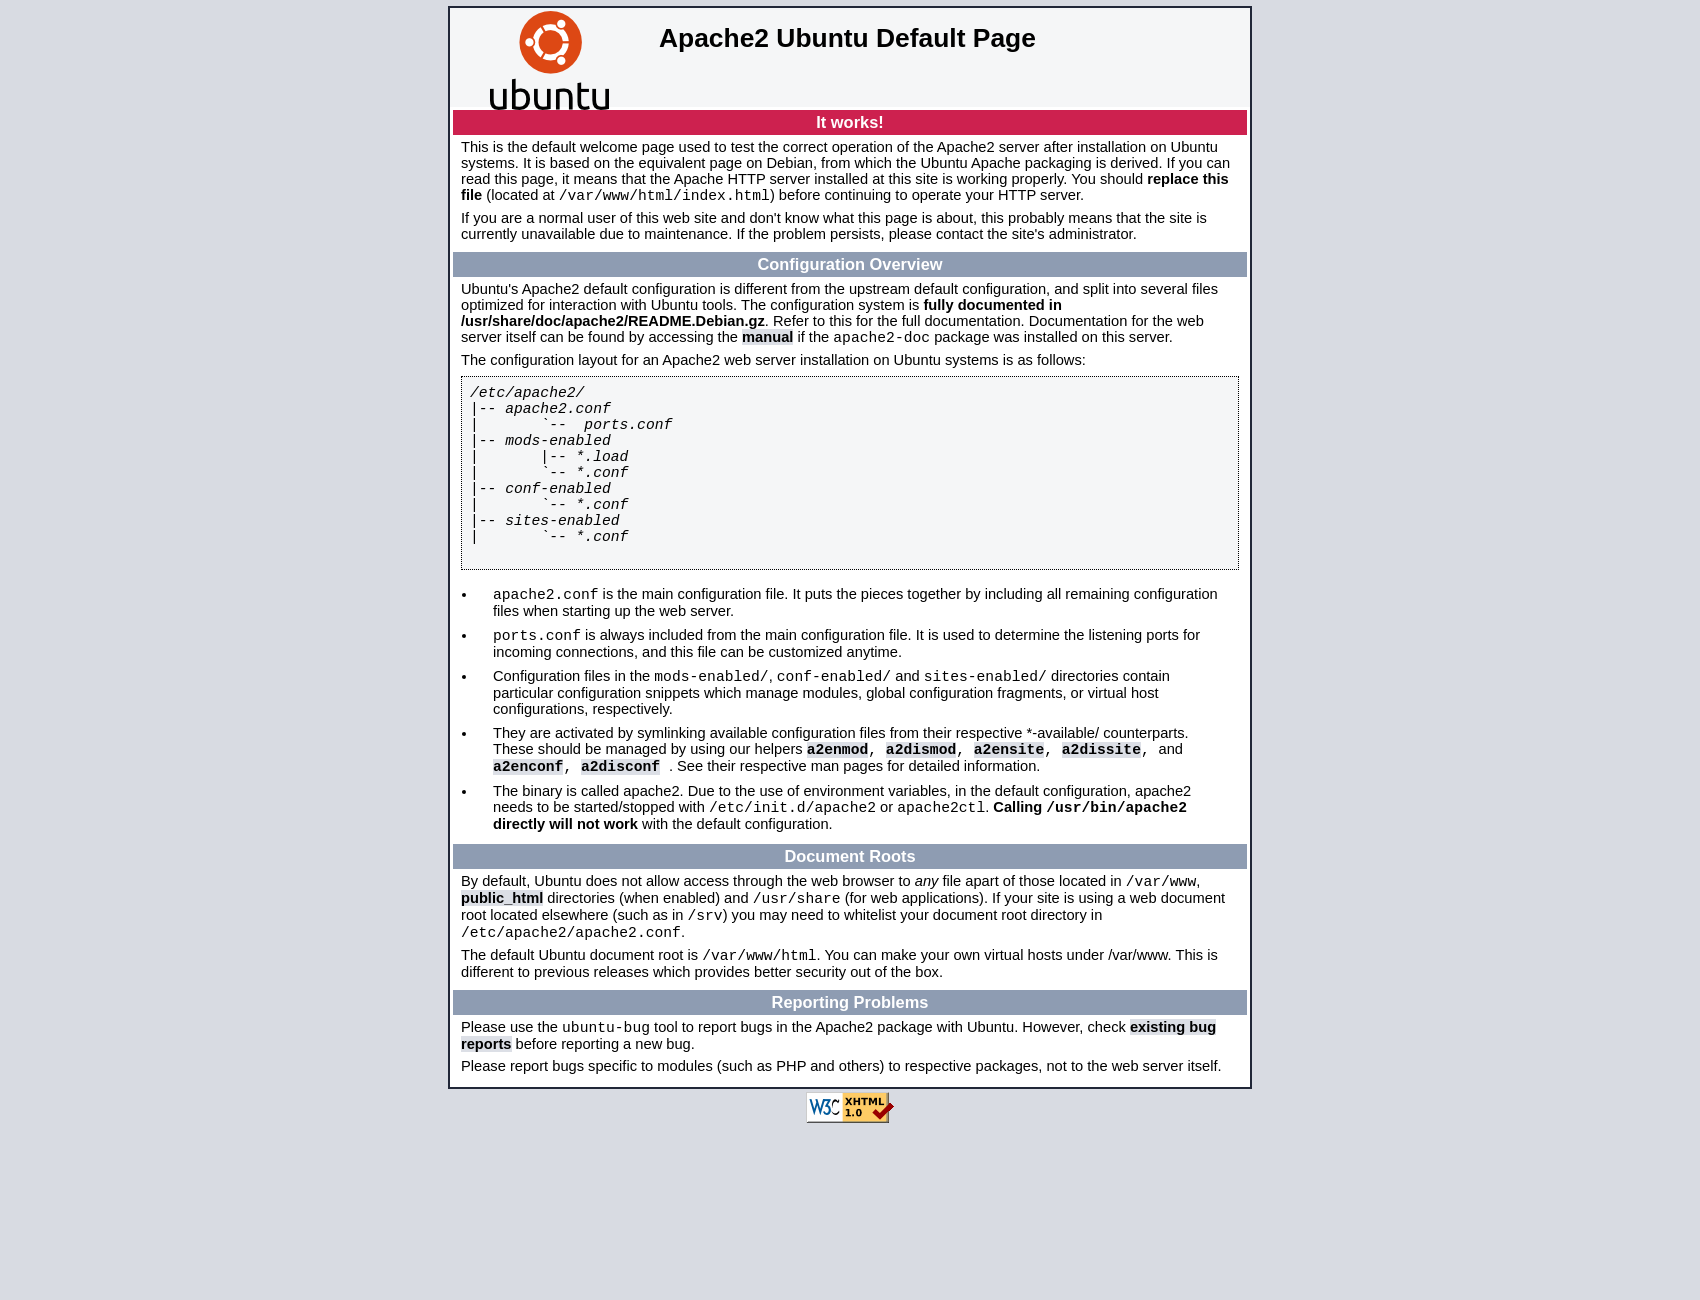 ubuntu
Apache2 Ubuntu Default Page
It works!
This is the default welcome page used to test the correct operation of the Apache2 server after installation on Ubuntu
systems. It is based on the equivalent page on Debian, from which the Ubuntu Apache packaging is derived. If you can
read this page, it means that the Apache HTTP server installed at this site is working properly. You should replace this
file (located at /var/www/html/index.html) before continuing to operate your HTTP server.
If you are a normal user of this web site and don't know what this page is about, this probably means that the site is
currently unavailable due to maintenance. If the problem persists, please contact the site's administrator.
Configuration Overview
Ubuntu's Apache2 default configuration is different from the upstream default configuration, and split into several files
optimized for interaction with Ubuntu tools. The configuration system is fully documented in
/usr/share/doc/apache2/README.Debian.gz. Refer to this for the full documentation. Documentation for the web
server itself can be found by accessing the manual if the apache2-doc package was installed on this server.
The configuration layout for an Apache2 web server installation on Ubuntu systems is as follows:
/etc/apache2/
|-- apache2.conf
|       `--  ports.conf
|-- mods-enabled
|       |-- *.load
|       `-- *.conf
|-- conf-enabled
|       `-- *.conf
|-- sites-enabled
|       `-- *.conf
• apache2.conf is the main configuration file. It puts the pieces together by including all remaining configuration
files when starting up the web server.
• ports.conf is always included from the main configuration file. It is used to determine the listening ports for
incoming connections, and this file can be customized anytime.
• Configuration files in the mods-enabled/, conf-enabled/ and sites-enabled/ directories contain
particular configuration snippets which manage modules, global configuration fragments, or virtual host
configurations, respectively.
• They are activated by symlinking available configuration files from their respective *-available/ counterparts.
These should be managed by using our helpers a2enmod, a2dismod, a2ensite, a2dissite, and
a2enconf, a2disconf . See their respective man pages for detailed information.
• The binary is called apache2. Due to the use of environment variables, in the default configuration, apache2
needs to be started/stopped with /etc/init.d/apache2 or apache2ctl. Calling /usr/bin/apache2
directly will not work with the default configuration.
Document Roots
By default, Ubuntu does not allow access through the web browser to any file apart of those located in /var/www,
public_html directories (when enabled) and /usr/share (for web applications). If your site is using a web document
root located elsewhere (such as in /srv) you may need to whitelist your document root directory in
/etc/apache2/apache2.conf.
The default Ubuntu document root is /var/www/html. You can make your own virtual hosts under /var/www. This is
different to previous releases which provides better security out of the box.
Reporting Problems
Please use the ubuntu-bug tool to report bugs in the Apache2 package with Ubuntu. However, check existing bug
reports before reporting a new bug.
Please report bugs specific to modules (such as PHP and others) to respective packages, not to the web server itself.
W3C XHTML
1.0